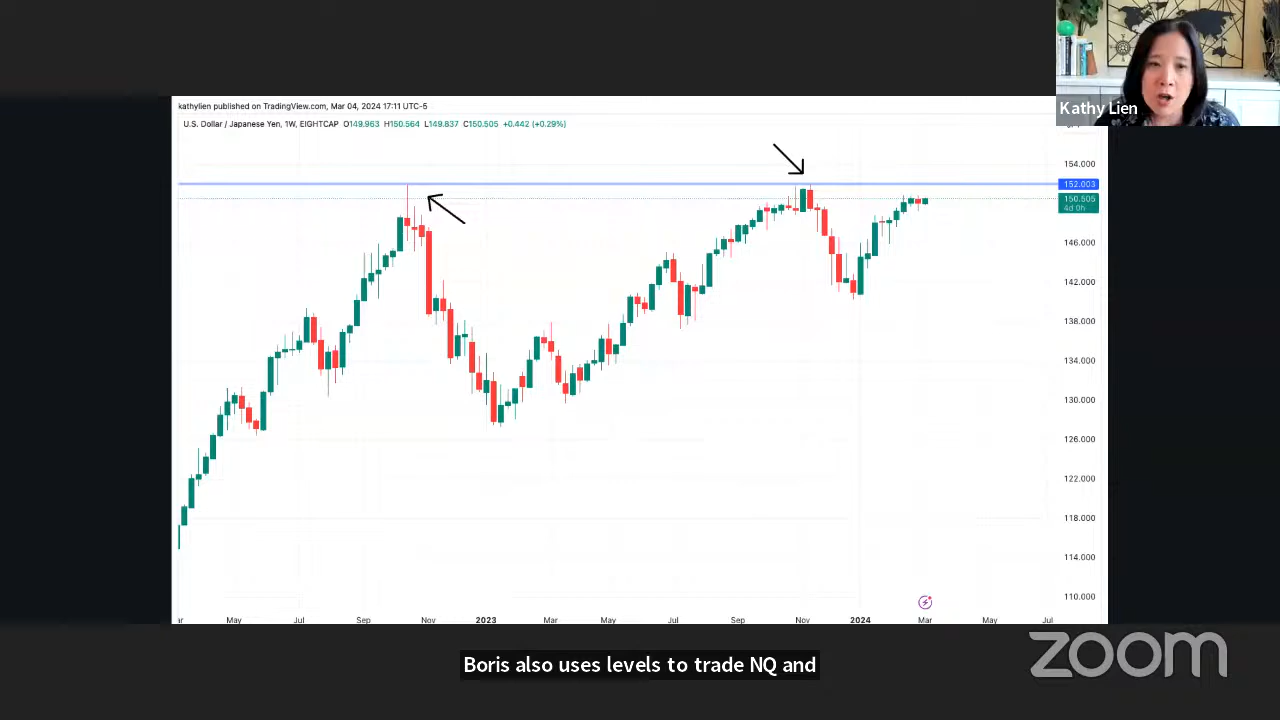 Kathy Lien
kathylien published on TradingView.com, Mar 04, 2024 17:11 UTC-5
U.S. Dollar / Japanese Yen, 1W, EIGHTCAP O149.963 H150.564 L149.837 C150.505 +0.442 (+0.29%)
154.000
152.003
150.505
4d 0h
146.000
142.000
138.000
134.000
130.000
126.000
122.000
118.000
114.000
110.000
May Jul Sep Nov 2023 Mar May Jul Sep Nov 2024 Mar May Jul
Boris also uses levels to trade NQ and
zoom